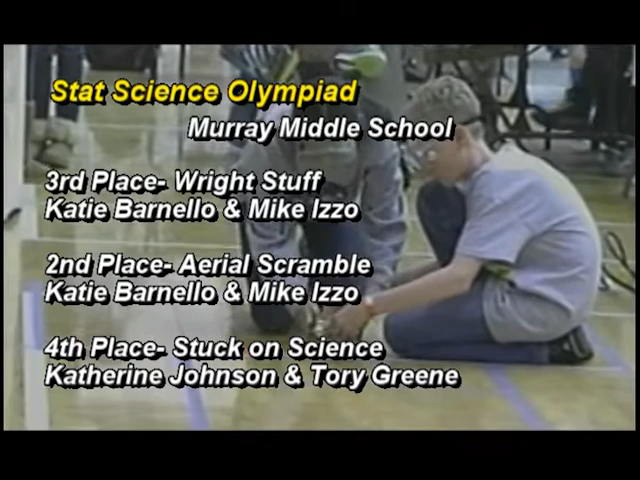 Stat Science Olympiad
Murray Middle School
3rd Place- Wright Stuff
Katie Barnello & Mike Izzo
2nd Place- Aerial Scramble
Katie Barnello & Mike Izzo
4th Place- Stuck on Science
Katherine Johnson & Tory Greene